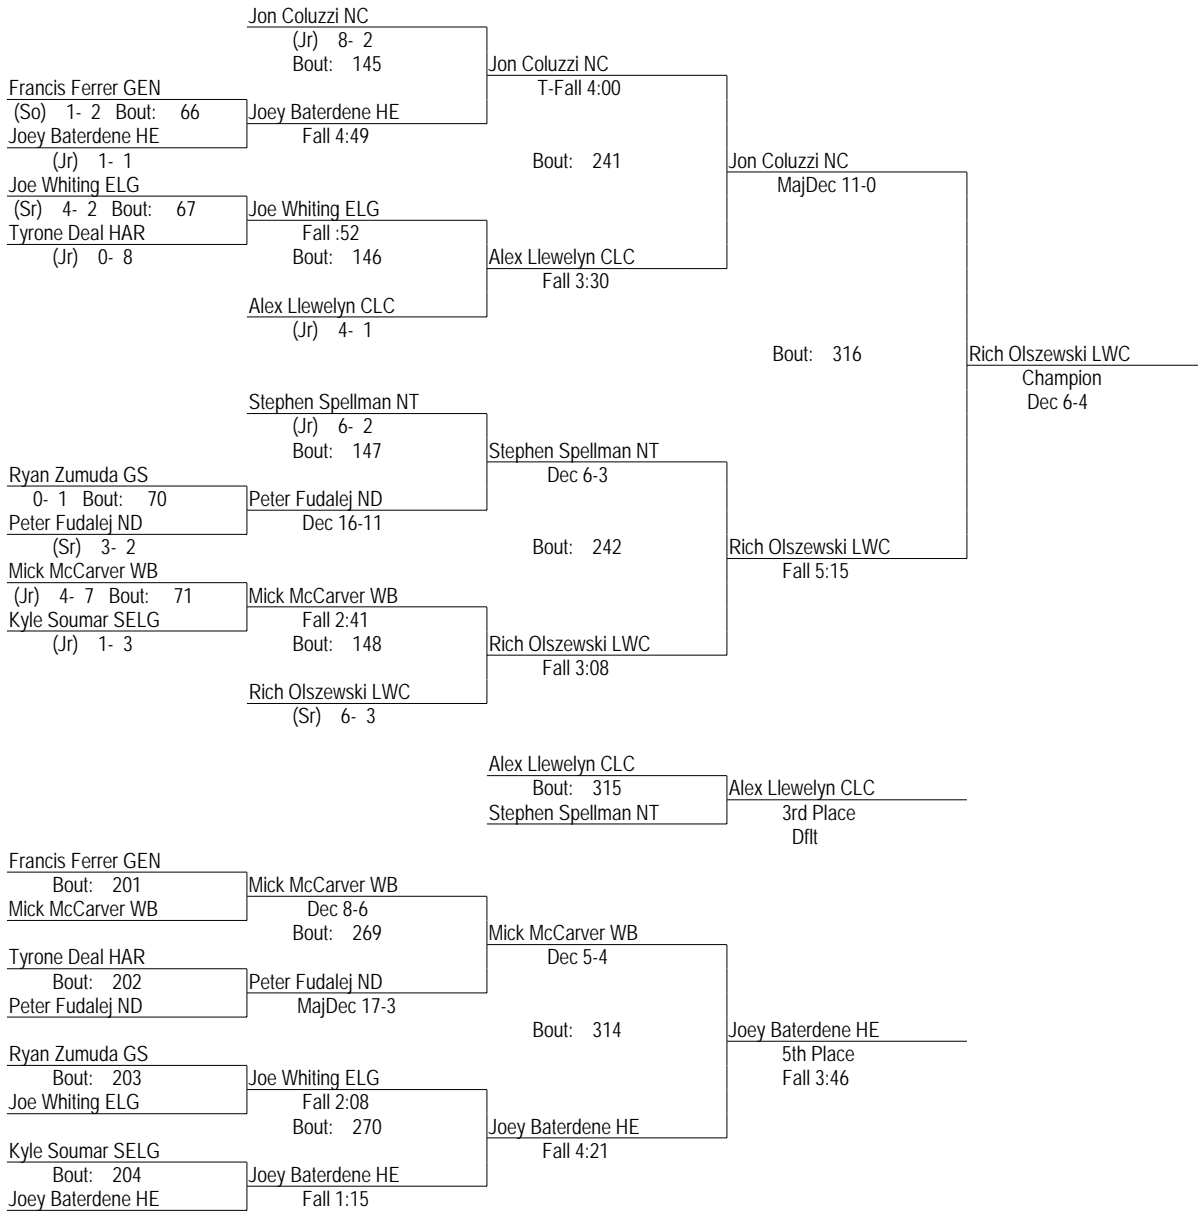 Jon Coluzzi NC
(Jr) 8- 2
Bout: 145
Jon Coluzzi NC
T-Fall 4:00
Francis Ferrer GEN
(So) 1- 2 Bout: 66
Joey Baterdene HE
Joey Baterdene HE
Fall 4:49
(Jr) 1- 1
Bout: 241
Jon Coluzzi NC
MajDec 11-0
Joe Whiting ELG
(Sr) 4- 2 Bout: 67
Joe Whiting ELG
Tyrone Deal HAR
Fall :52
(Jr) 0- 8
Bout: 146
Alex Llewelyn CLC
Fall 3:30
Alex Llewelyn CLC
(Jr) 4- 1
Bout: 316
Rich Olszewski LWC
Champion
Dec 6-4
Stephen Spellman NT
(Jr) 6- 2
Bout: 147
Stephen Spellman NT
Dec 6-3
Ryan Zumuda GS
0- 1 Bout: 70
Peter Fudalej ND
Peter Fudalej ND
Dec 16-11
(Sr) 3- 2
Bout: 242
Rich Olszewski LWC
Fall 5:15
Mick McCarver WB
(Jr) 4- 7 Bout: 71
Mick McCarver WB
Kyle Soumar SELG
Fall 2:41
(Jr) 1- 3
Bout: 148
Rich Olszewski LWC
Fall 3:08
Rich Olszewski LWC
(Sr) 6- 3
Alex Llewelyn CLC
Bout: 315
Alex Llewelyn CLC
Stephen Spellman NT
3rd Place
Dflt
Francis Ferrer GEN
Bout: 201
Mick McCarver WB
Mick McCarver WB
Dec 8-6
Bout: 269
Mick McCarver WB
Dec 5-4
Tyrone Deal HAR
Bout: 202
Peter Fudalej ND
Peter Fudalej ND
MajDec 17-3
Bout: 314
Joey Baterdene HE
5th Place
Fall 3:46
Ryan Zumuda GS
Bout: 203
Joe Whiting ELG
Joe Whiting ELG
Fall 2:08
Bout: 270
Joey Baterdene HE
Fall 4:21
Kyle Soumar SELG
Bout: 204
Joey Baterdene HE
Joey Baterdene HE
Fall 1:15